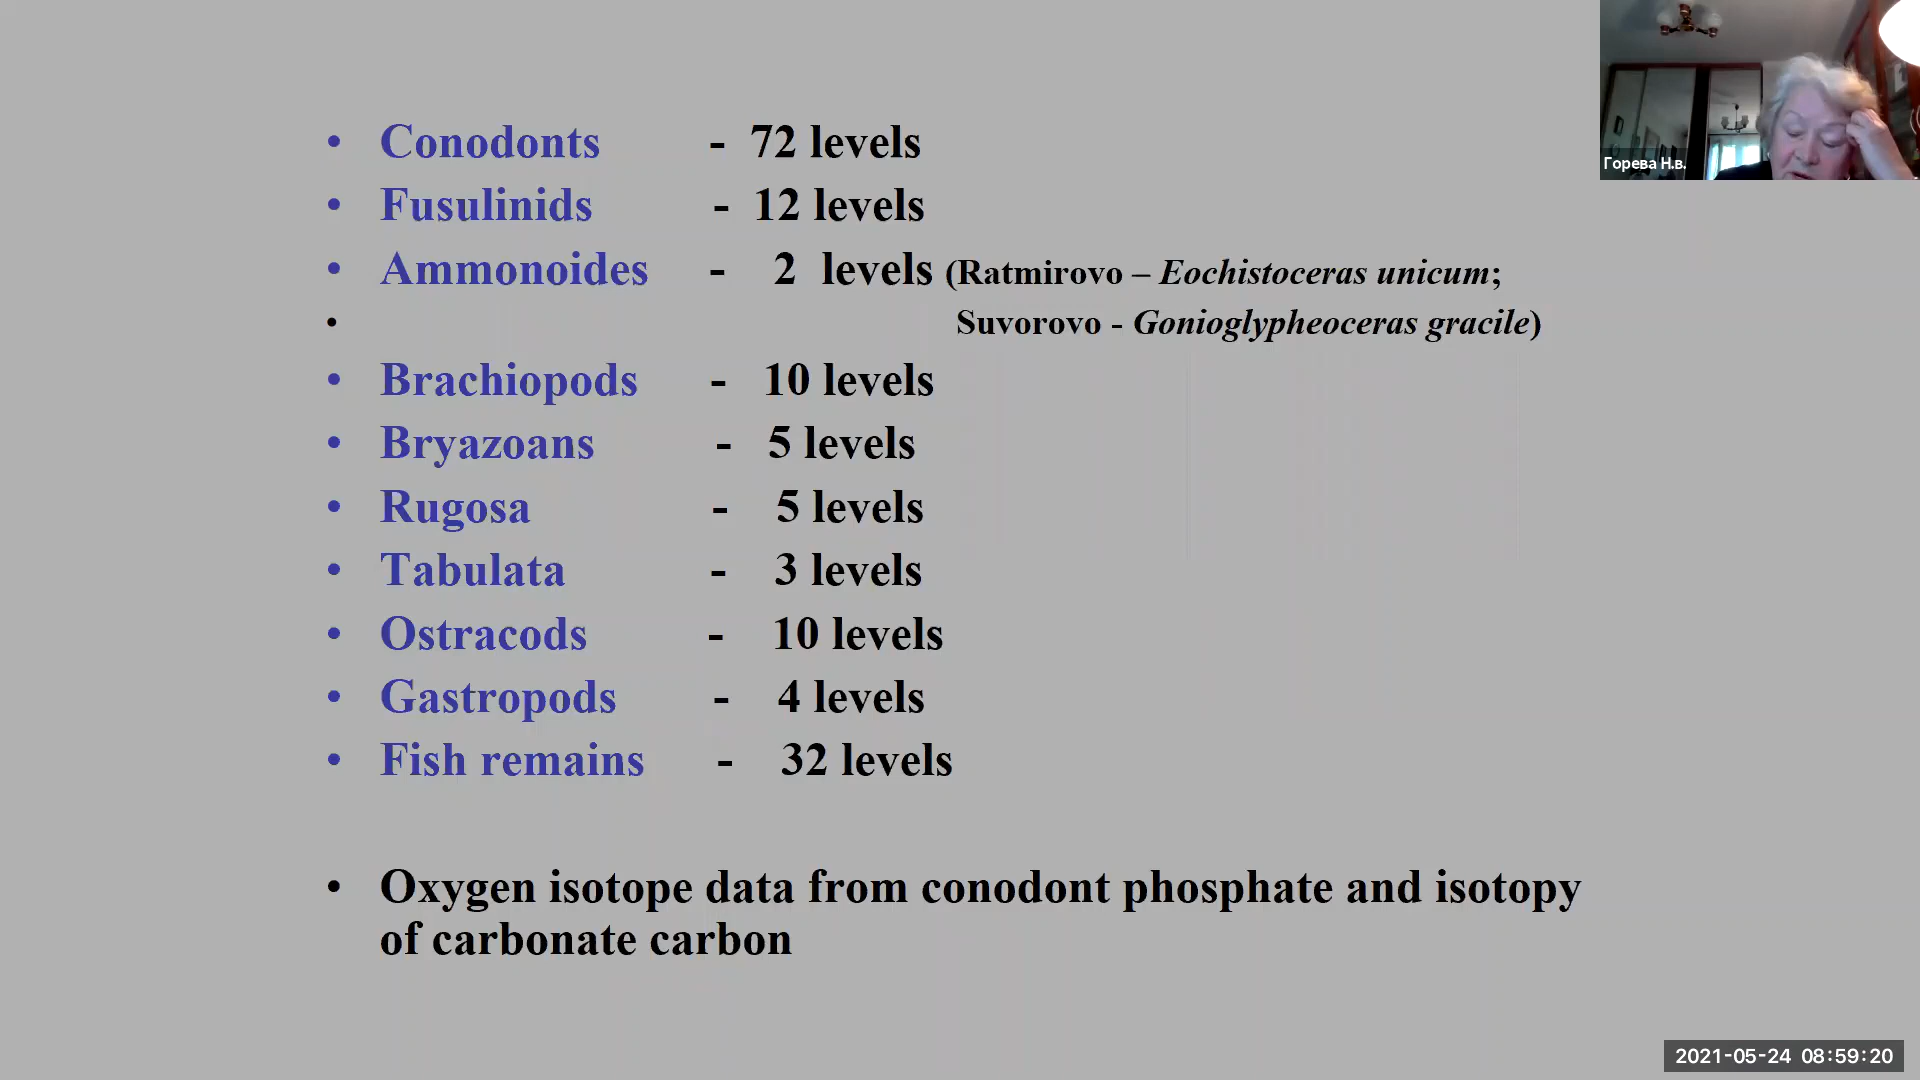 • Conodonts - 72 levels
• Fusulinids - 12 levels
• Ammonoides - 2 levels (Ratmirovo – Eochistoceras unicum;
• Suvorovo - Gonioglypheoceras gracile)
• Brachiopods - 10 levels
• Bryazoans - 5 levels
• Rugosa - 5 levels
• Tabulata - 3 levels
• Ostracods - 10 levels
• Gastropods - 4 levels
• Fish remains - 32 levels
• Oxygen isotope data from conodont phosphate and isotopy
of carbonate carbon
Горева Н.в.
2021-05-24 08:59:20